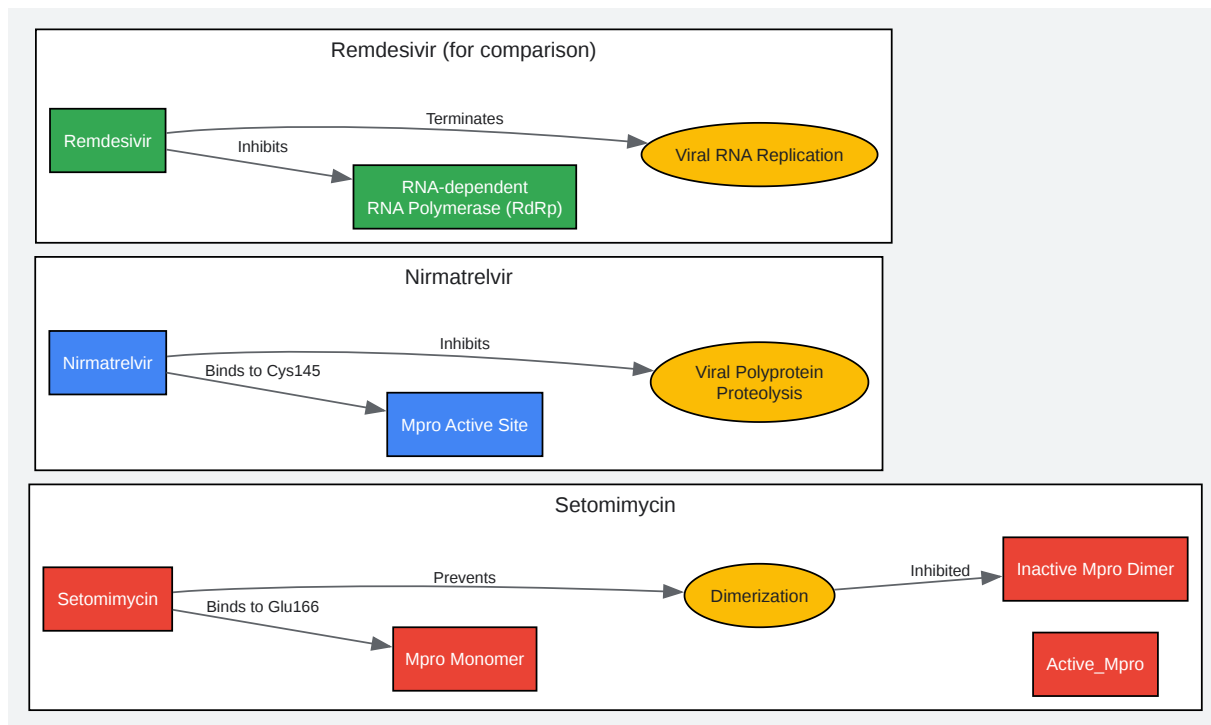 Remdesivir (for comparison)
Remdesivir
Terminates
Inhibits
Viral RNA Replication
RNA-dependent
RNA Polymerase (RdRp)
Nirmatrelvir
Nirmatrelvir
Inhibits
Binds to Cys145
Viral Polyprotein
Proteolysis
Mpro Active Site
Setomimycin
Setomimycin
Prevents
Binds to Glu166
Mpro Monomer
Dimerization
Inhibited
Inactive Mpro Dimer
Active_Mpro